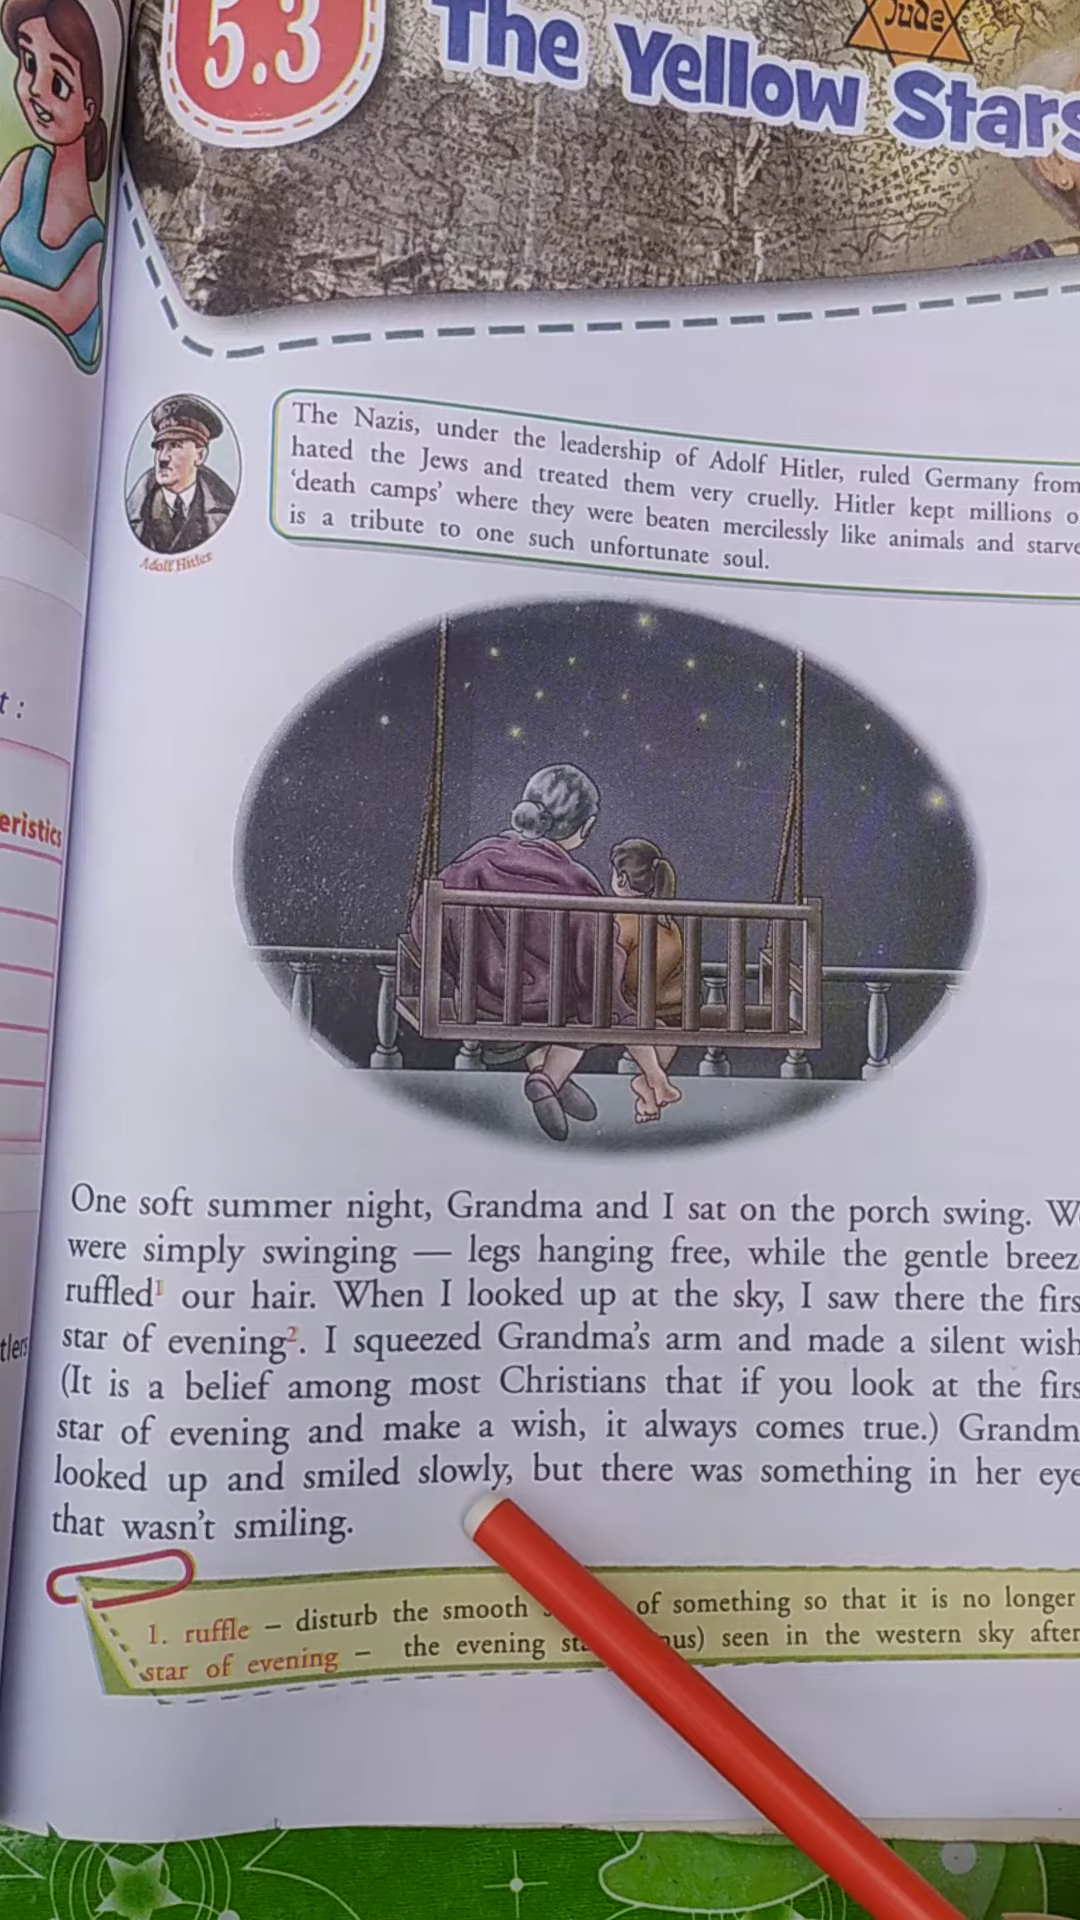 5.3
The Yellow Stars
Jude
The Nazis, under the leadership of Adolf Hitler, ruled Germany from
hated the Jews and treated them very cruelly. Hitler kept millions o
'death camps' where they were beaten mercilessly like animals and starve
is a tribute to one such unfortunate soul.
Adolf Hitler
t :
eristics
tlers
One soft summer night, Grandma and I sat on the porch swing. We
were simply swinging — legs hanging free, while the gentle breez
ruffled¹ our hair. When I looked up at the sky, I saw there the firs
star of evening². I squeezed Grandma's arm and made a silent wish
(It is a belief among most Christians that if you look at the firs
star of evening and make a wish, it always comes true.) Grandm
looked up and smiled slowly, but there was something in her eye
that wasn't smiling.
1. ruffle – disturb the smooth of something so that it is no longer
star of evening – the evening sta nus) seen in the western sky after